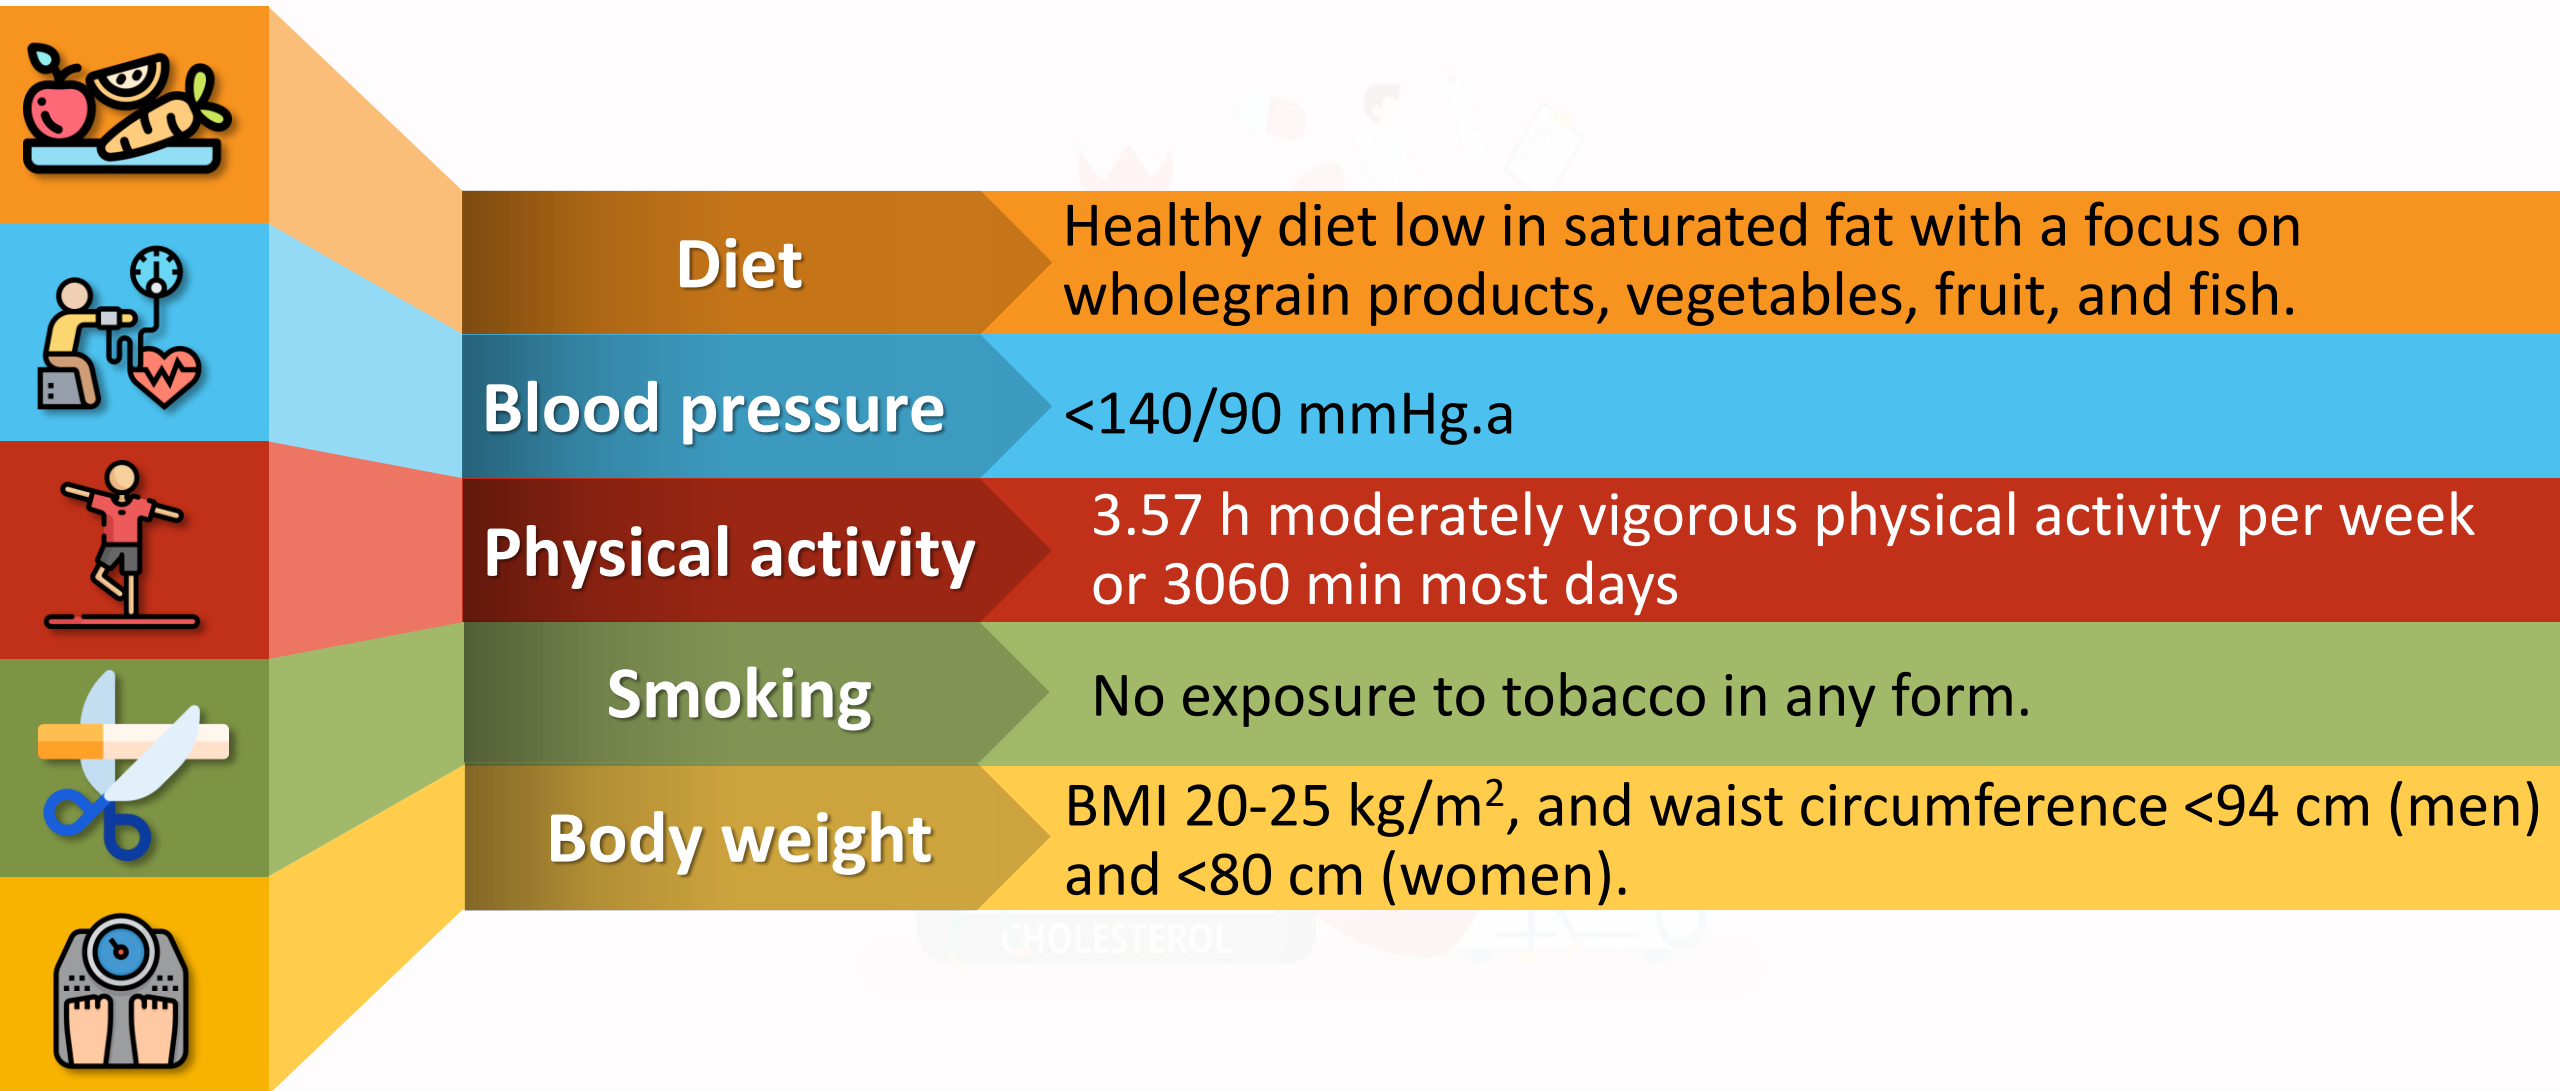 Diet
Healthy diet low in saturated fat with a focus on
wholegrain products, vegetables, fruit, and fish.
Blood pressure
<140/90 mmHg.a
Physical activity
3.57 h moderately vigorous physical activity per week
or 3060 min most days
Smoking
No exposure to tobacco in any form.
Body weight
BMI 20-25 kg/m², and waist circumference <94 cm (men)
and <80 cm (women).
CHOLESTEROL